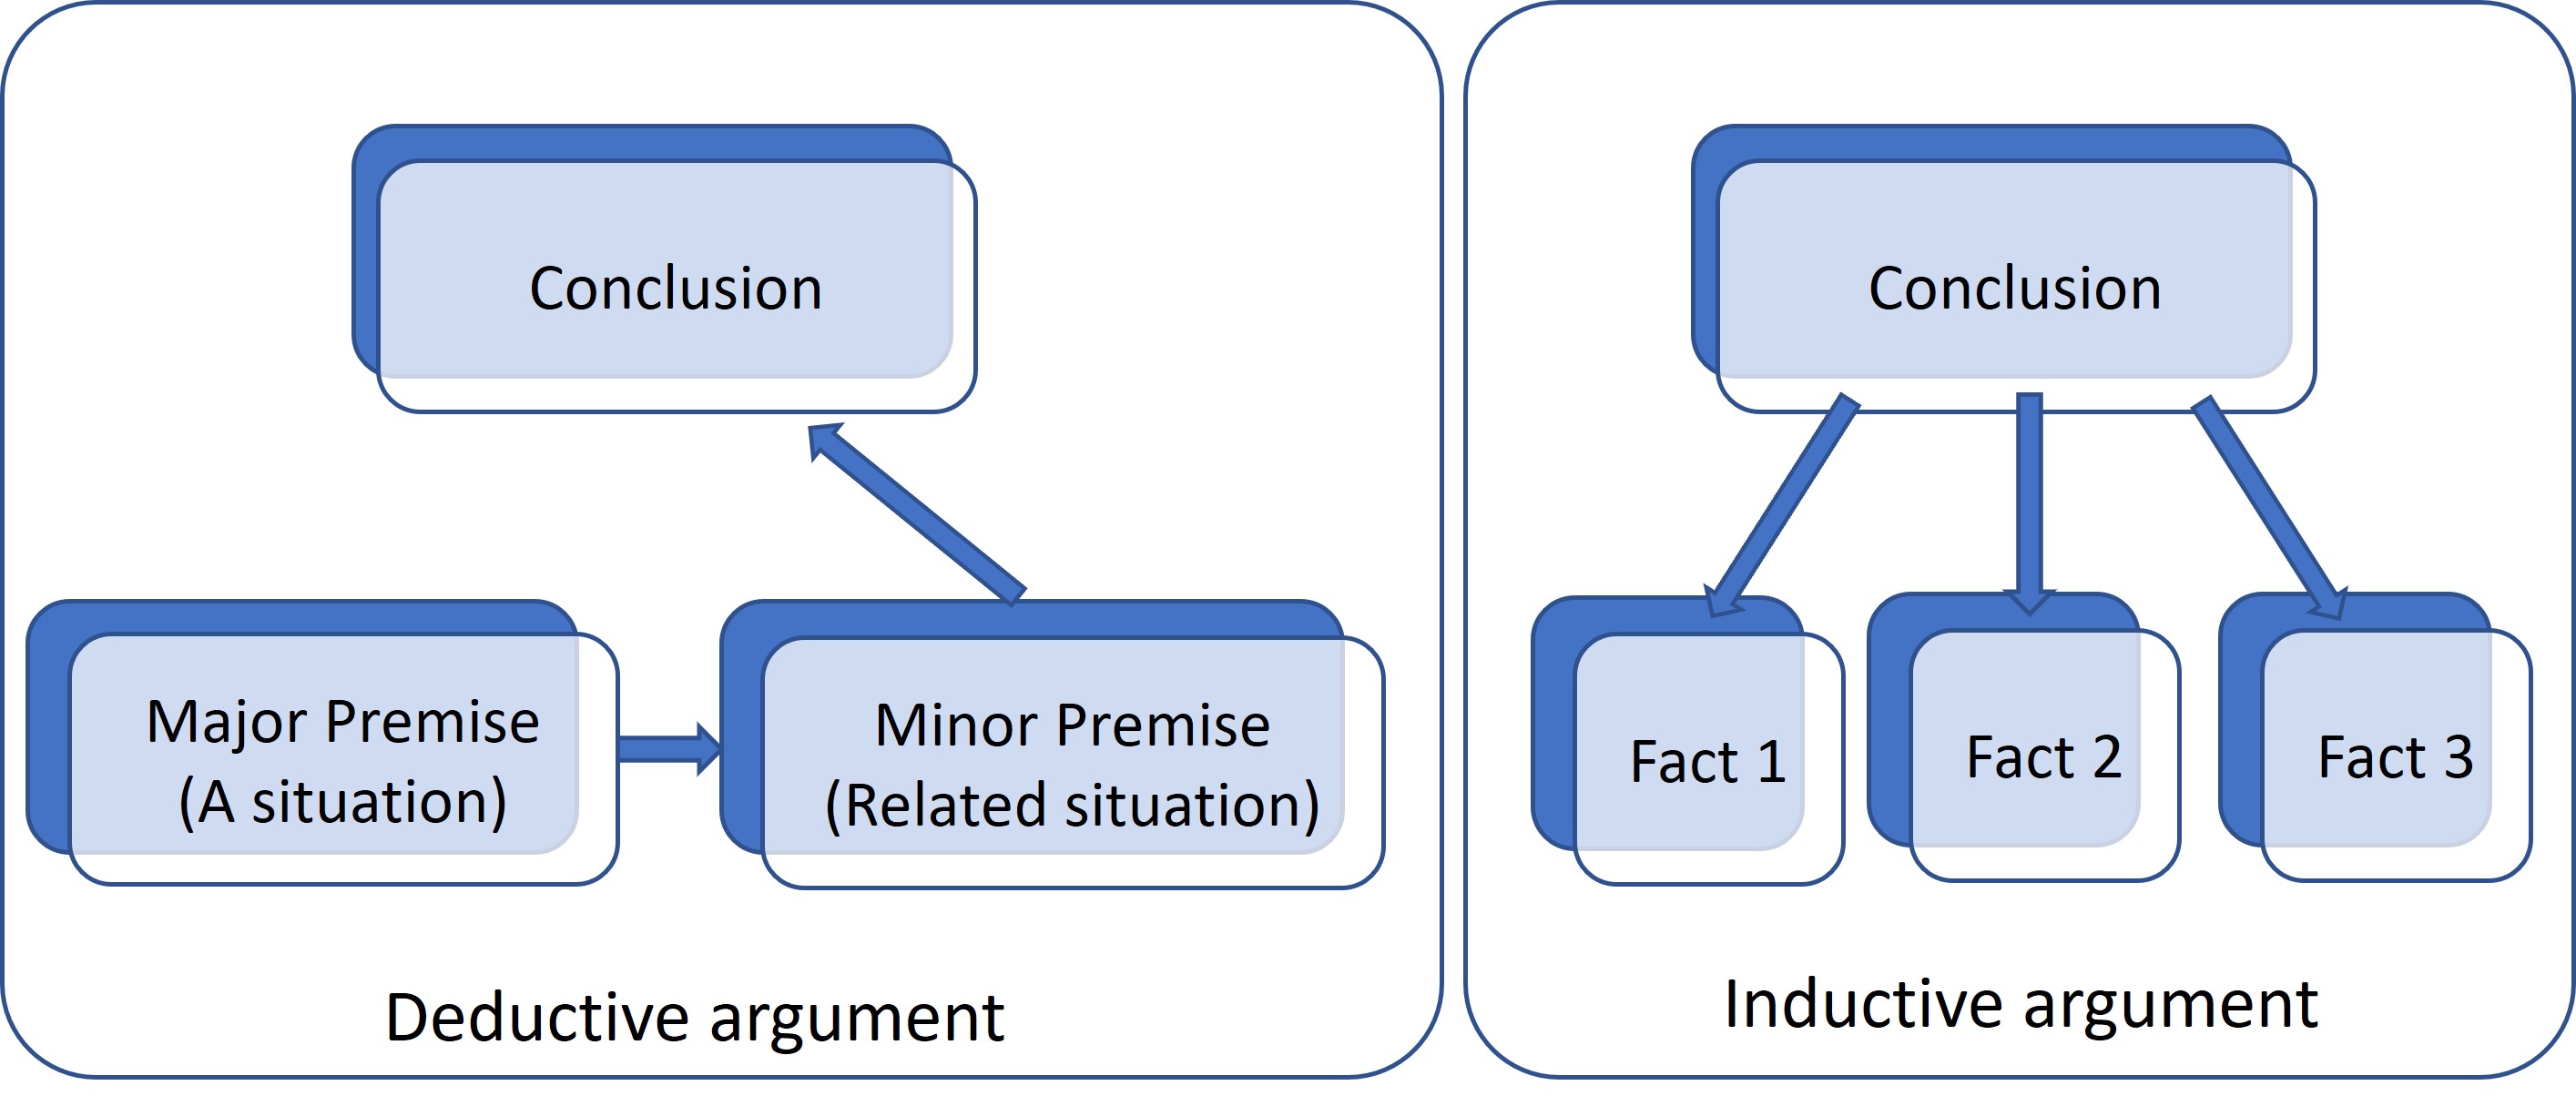 Conclusion
Major Premise
(A situation)
Minor Premise
(Related situation)
Deductive argument
Conclusion
Fact 1
Fact 2
Fact 3
Inductive argument